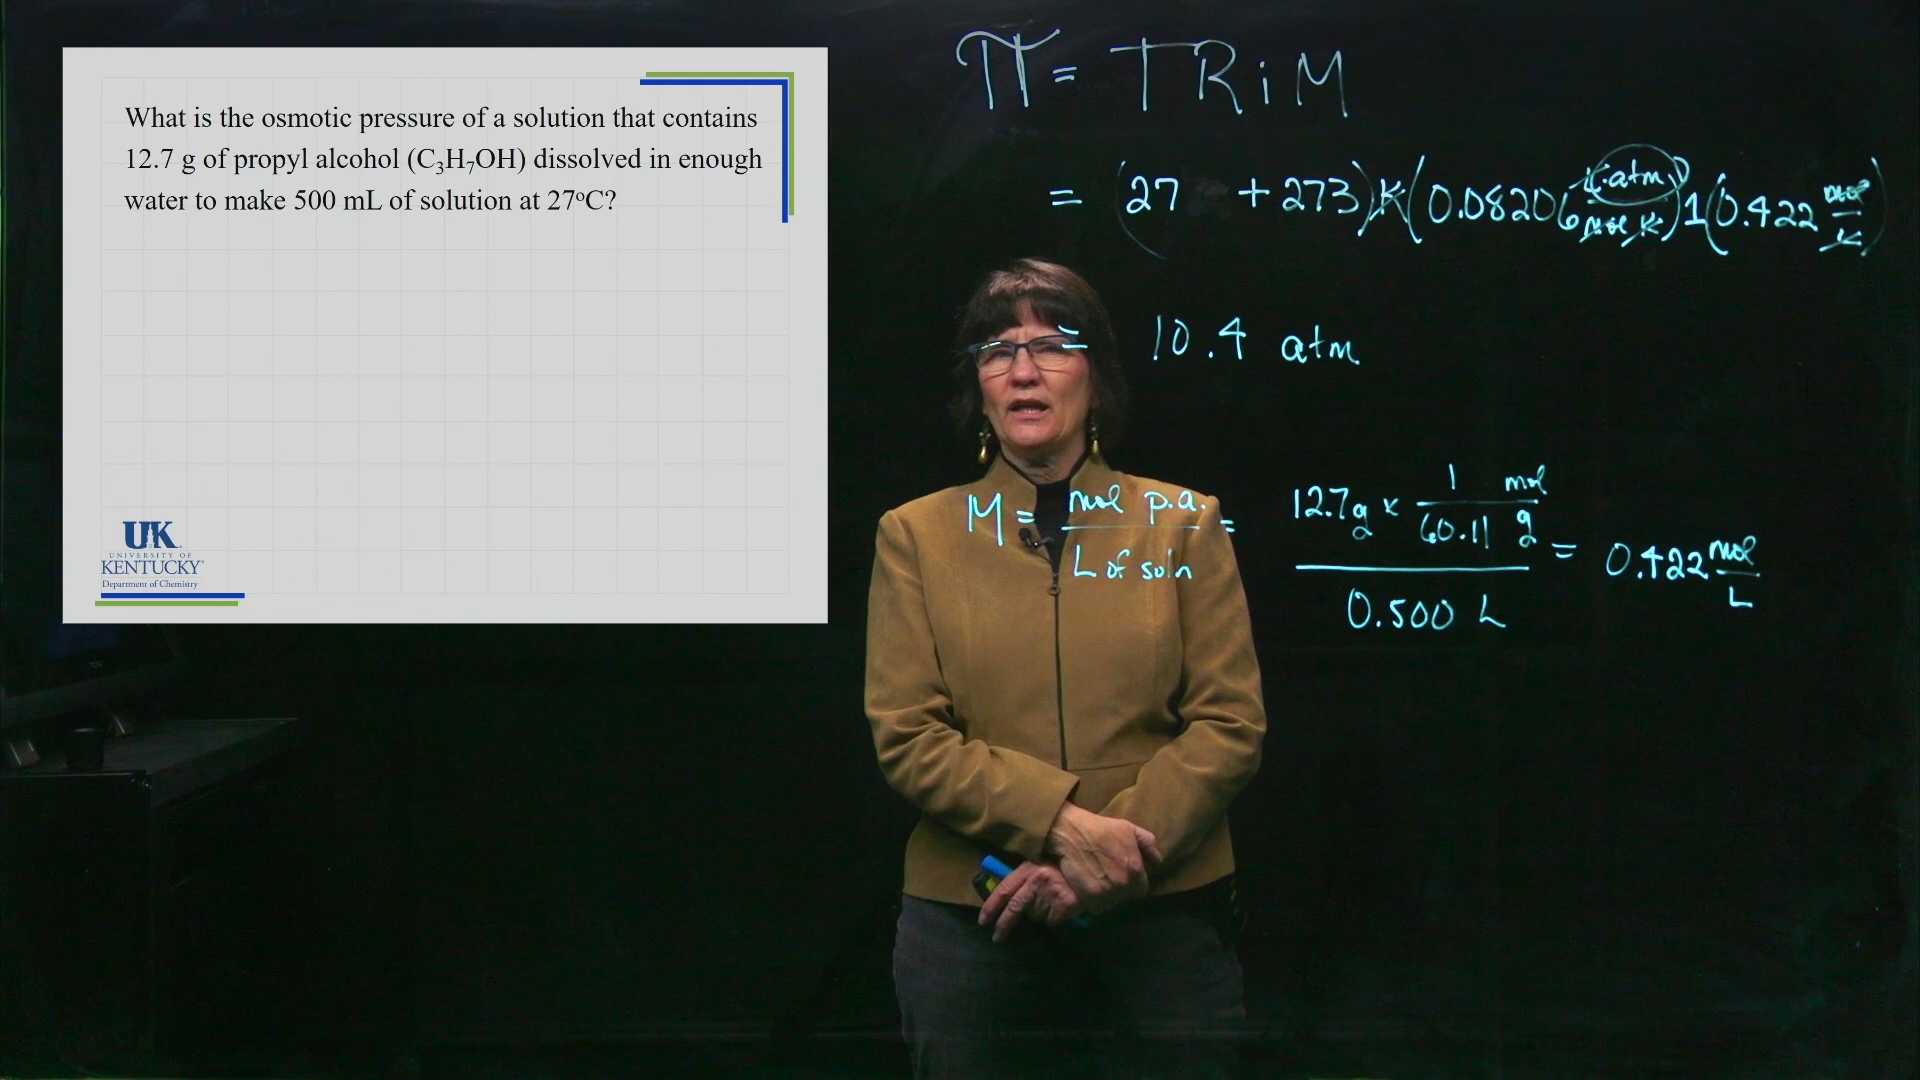 What is the osmotic pressure of a solution that contains
12.7 g of propyl alcohol (C₃H₇OH) dissolved in enough
water to make 500 mL of solution at 27°C?
UK
UNIVERSITY OF
KENTUCKY
Department of Chemistry
π = TRiM
= (27 + 273) K (0.08206 L·atm / mol K) 1 (0.422 mol / L)
= 10.4 atm
M = mol p.a. / L of soln = 12.7g × 1 mol / 60.11 g / 0.500 L = 0.422 mol / L